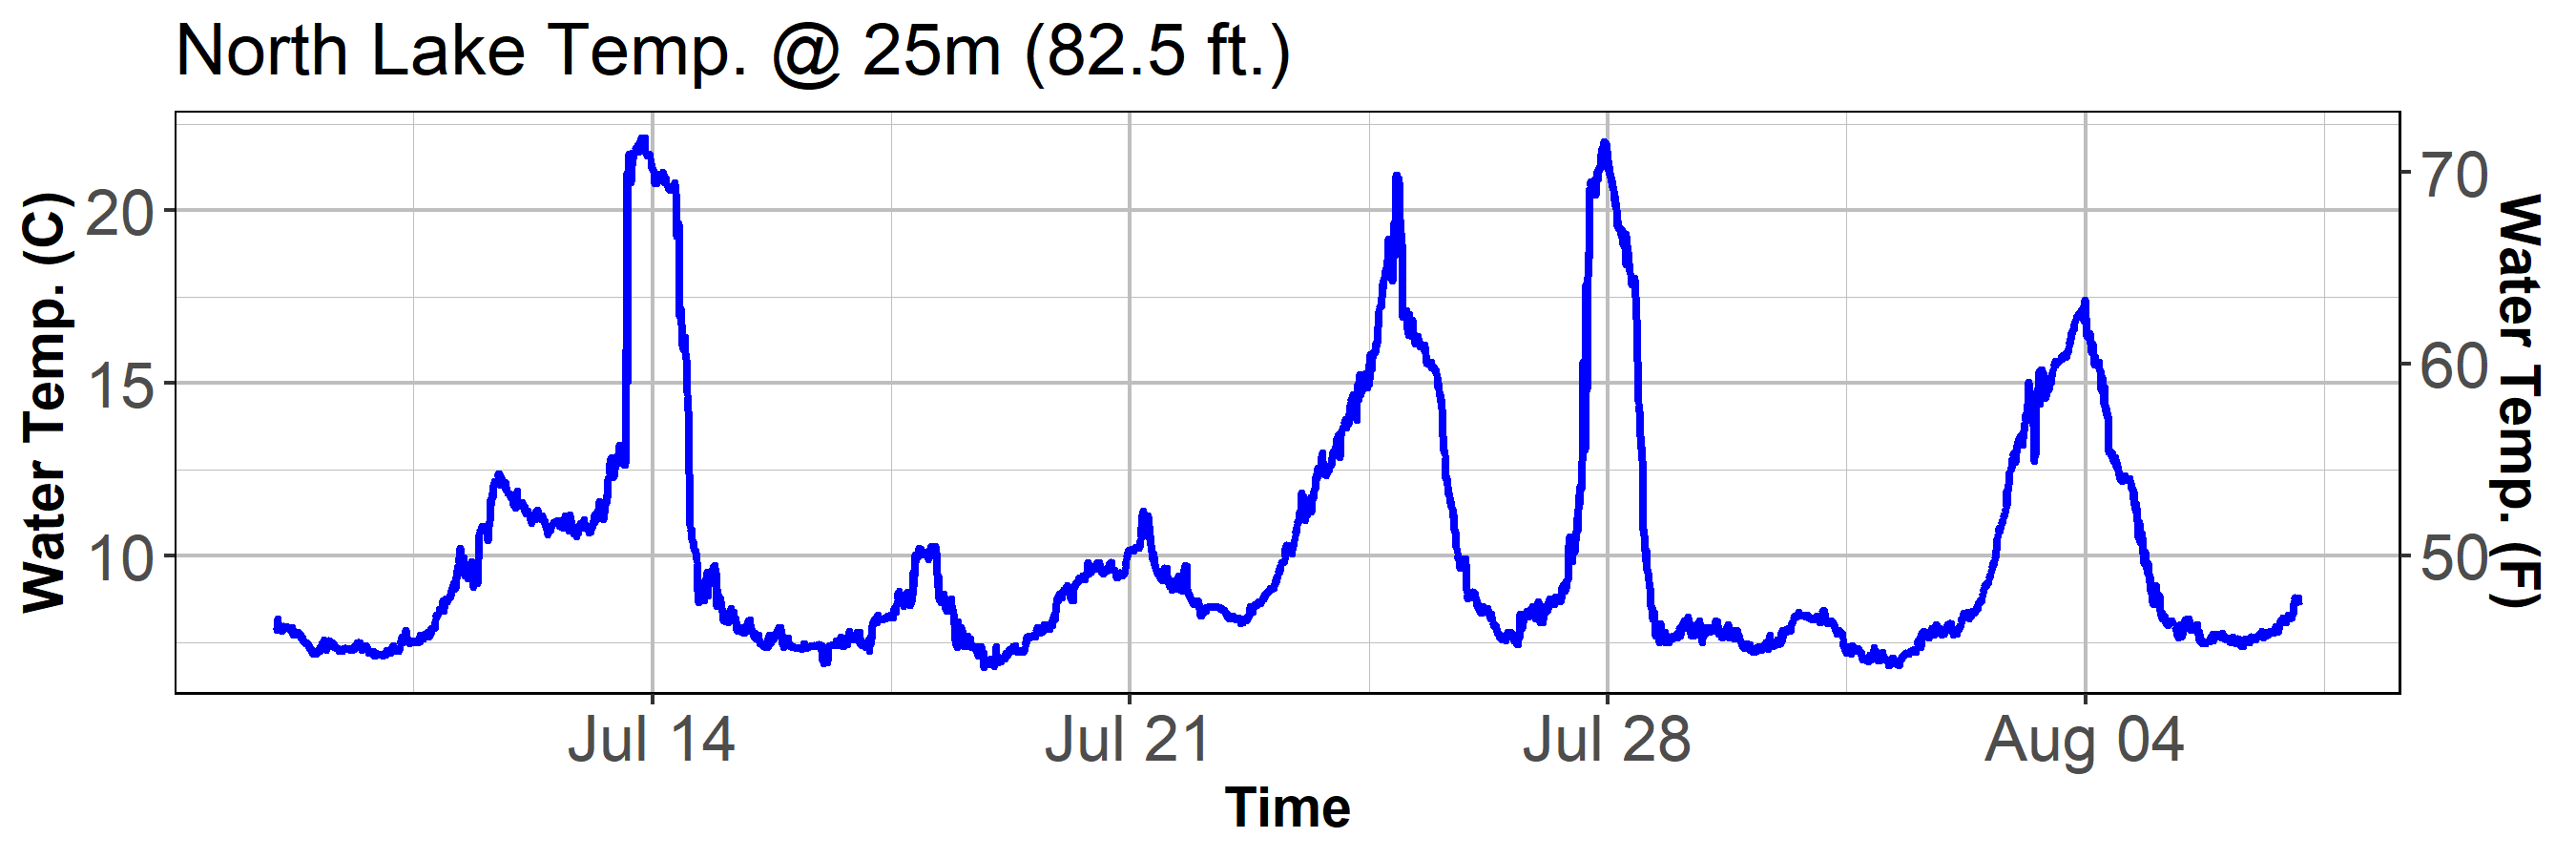 North Lake Temp. @ 25m (82.5 ft.)
Water Temp. (C)
20
15
10
70
60
50
Water Temp. (F)
Jul 14
Jul 21
Jul 28
Aug 04
Time